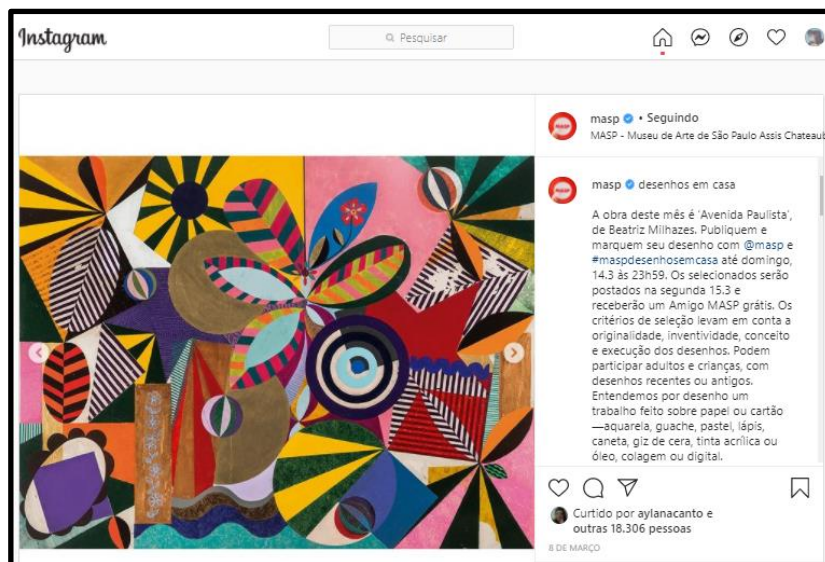 Instagram
Pesquisar
masp • Seguindo
MASP - Museu de Arte de São Paulo Assis Chateaub
masp desenhos em casa
A obra deste mês é 'Avenida Paulista',
de Beatriz Milhazes. Publiquem e
marquem seu desenho com @masp e
#maspdesenhosemcasa até domingo,
14.3 às 23h59. Os selecionados serão
postados na segunda 15.3 e
receberão um Amigo MASP grátis. Os
critérios de seleção levam em conta a
originalidade, inventividade, conceito
e execução dos desenhos. Podem
participar adultos e crianças, com
desenhos recentes ou antigos.
Entendemos por desenho um
trabalho feito sobre papel ou cartão
—aquarela, guache, pastel, lápis,
caneta, giz de cera, tinta acrílica ou
óleo, colagem ou digital.
Curtido por aylanacanto e
outras 18.306 pessoas
8 DE MARÇO